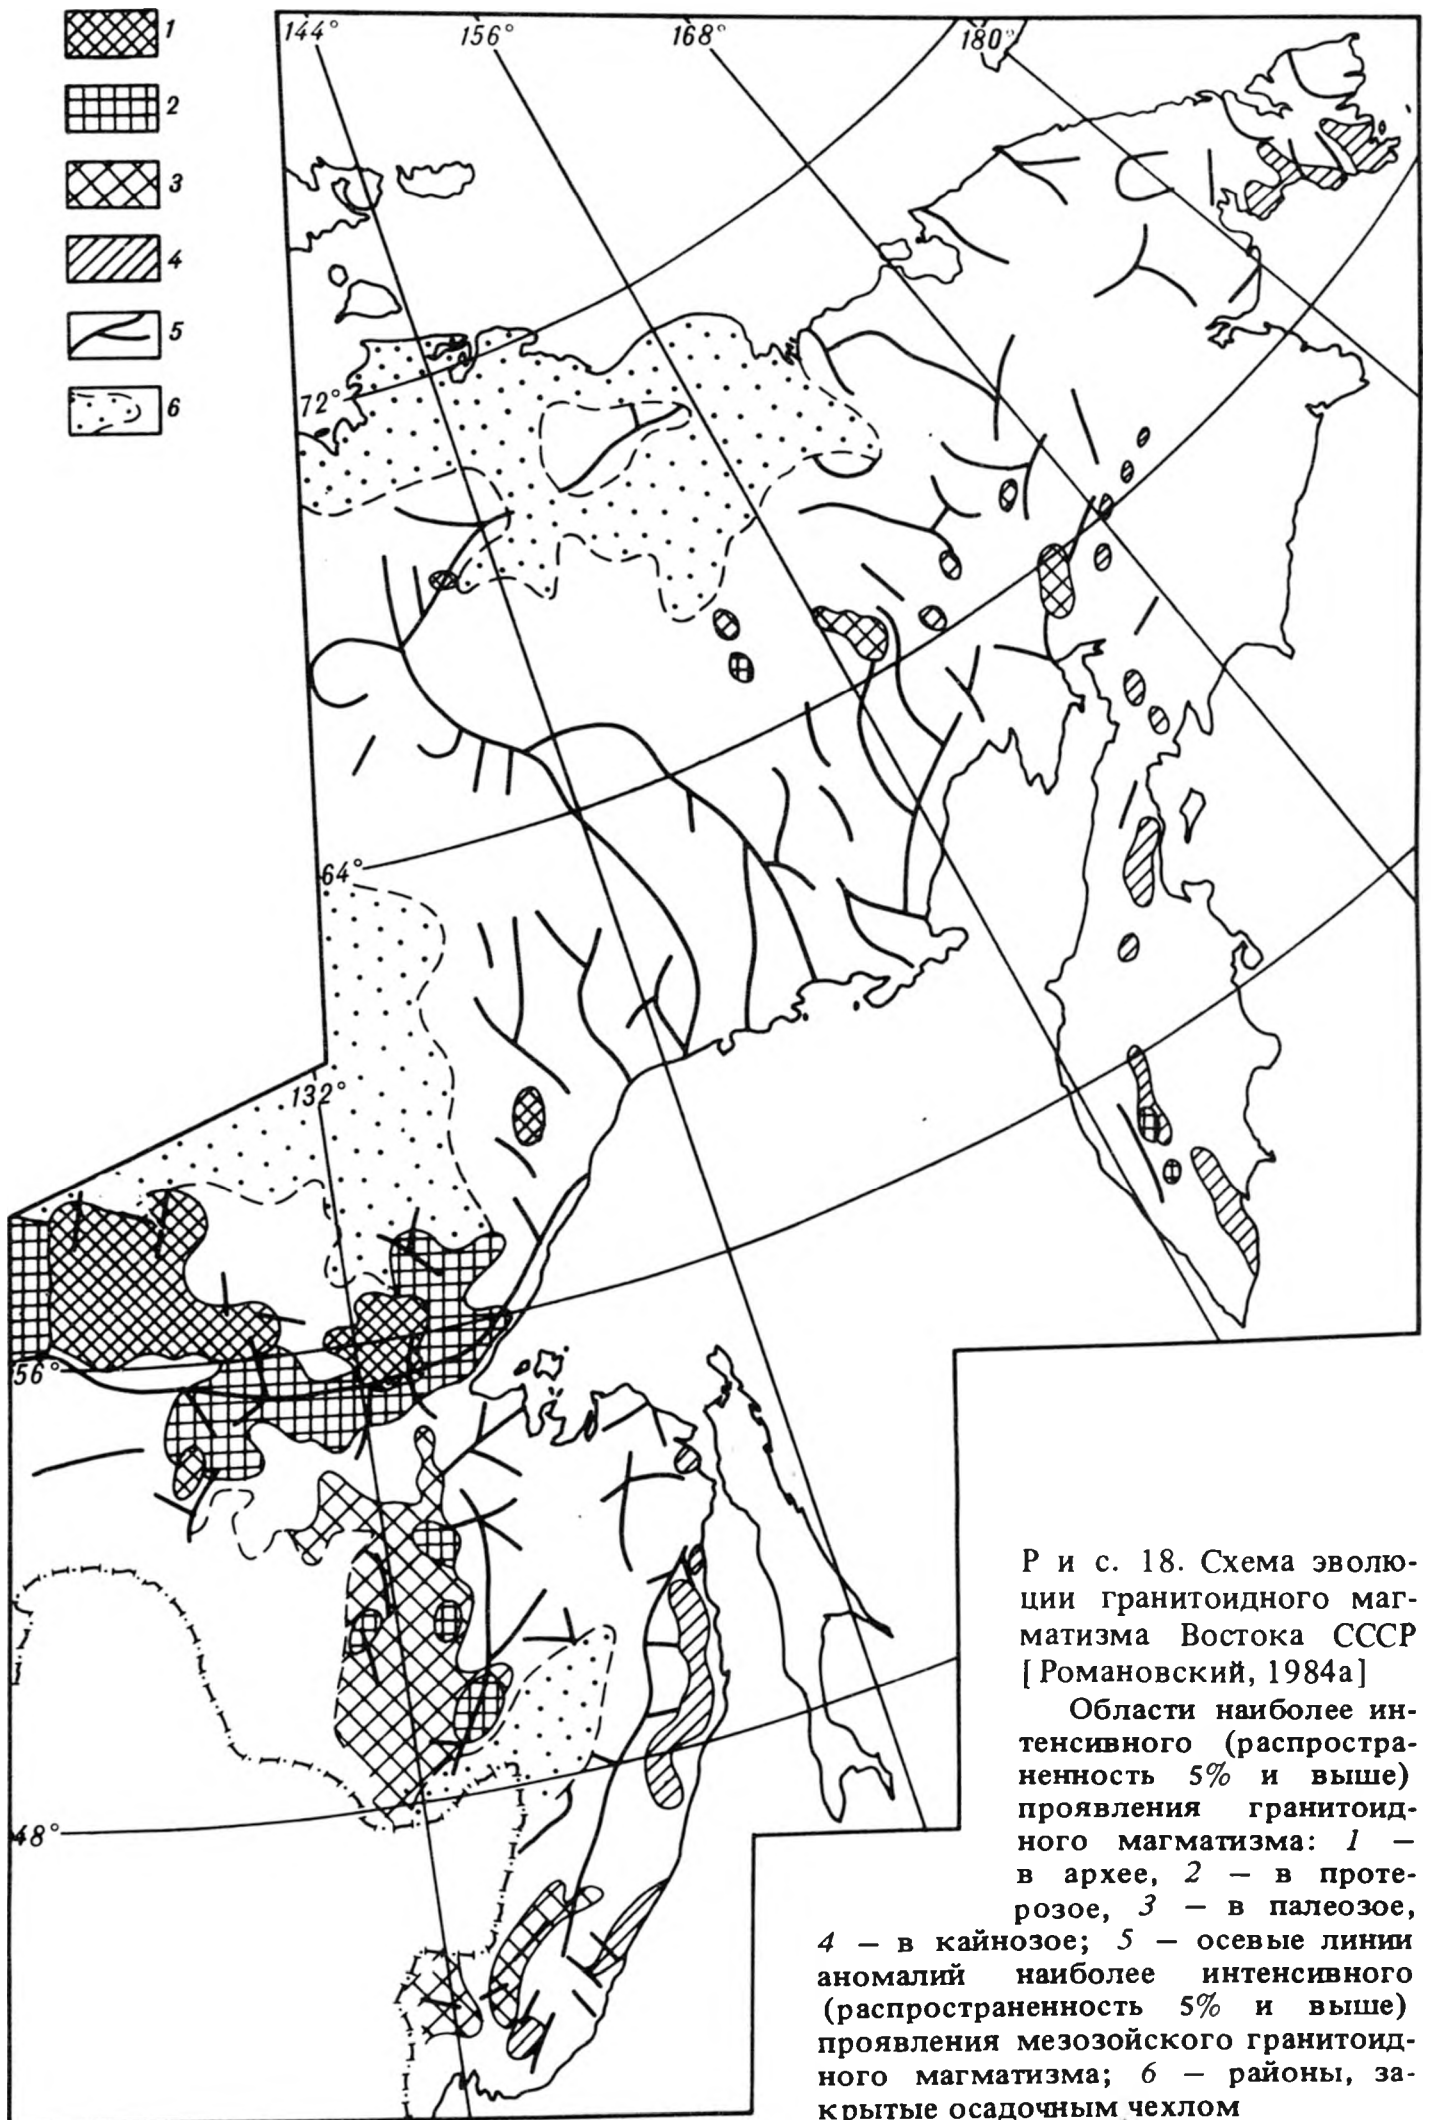 1
2
3
4
5
6
144°
156°
168°
180°
72°
64°
132°
56°
48°
Р и с. 18. Схема эволю-
ции гранитоидного маг-
матизма Востока СССР
[Романовский, 1984а]
Области наиболее ин-
тенсивного (распростра-
ненность 5% и выше)
проявления гранитоид-
ного магматизма: 1 –
в архее, 2 – в проте-
розое, 3 – в палеозое,
4 – в кайнозое; 5 – осевые линии
аномалий наиболее интенсивного
(распространенность 5% и выше)
проявления мезозойского гранитоид-
ного магматизма; 6 – районы, за-
крытые осадочным чехлом